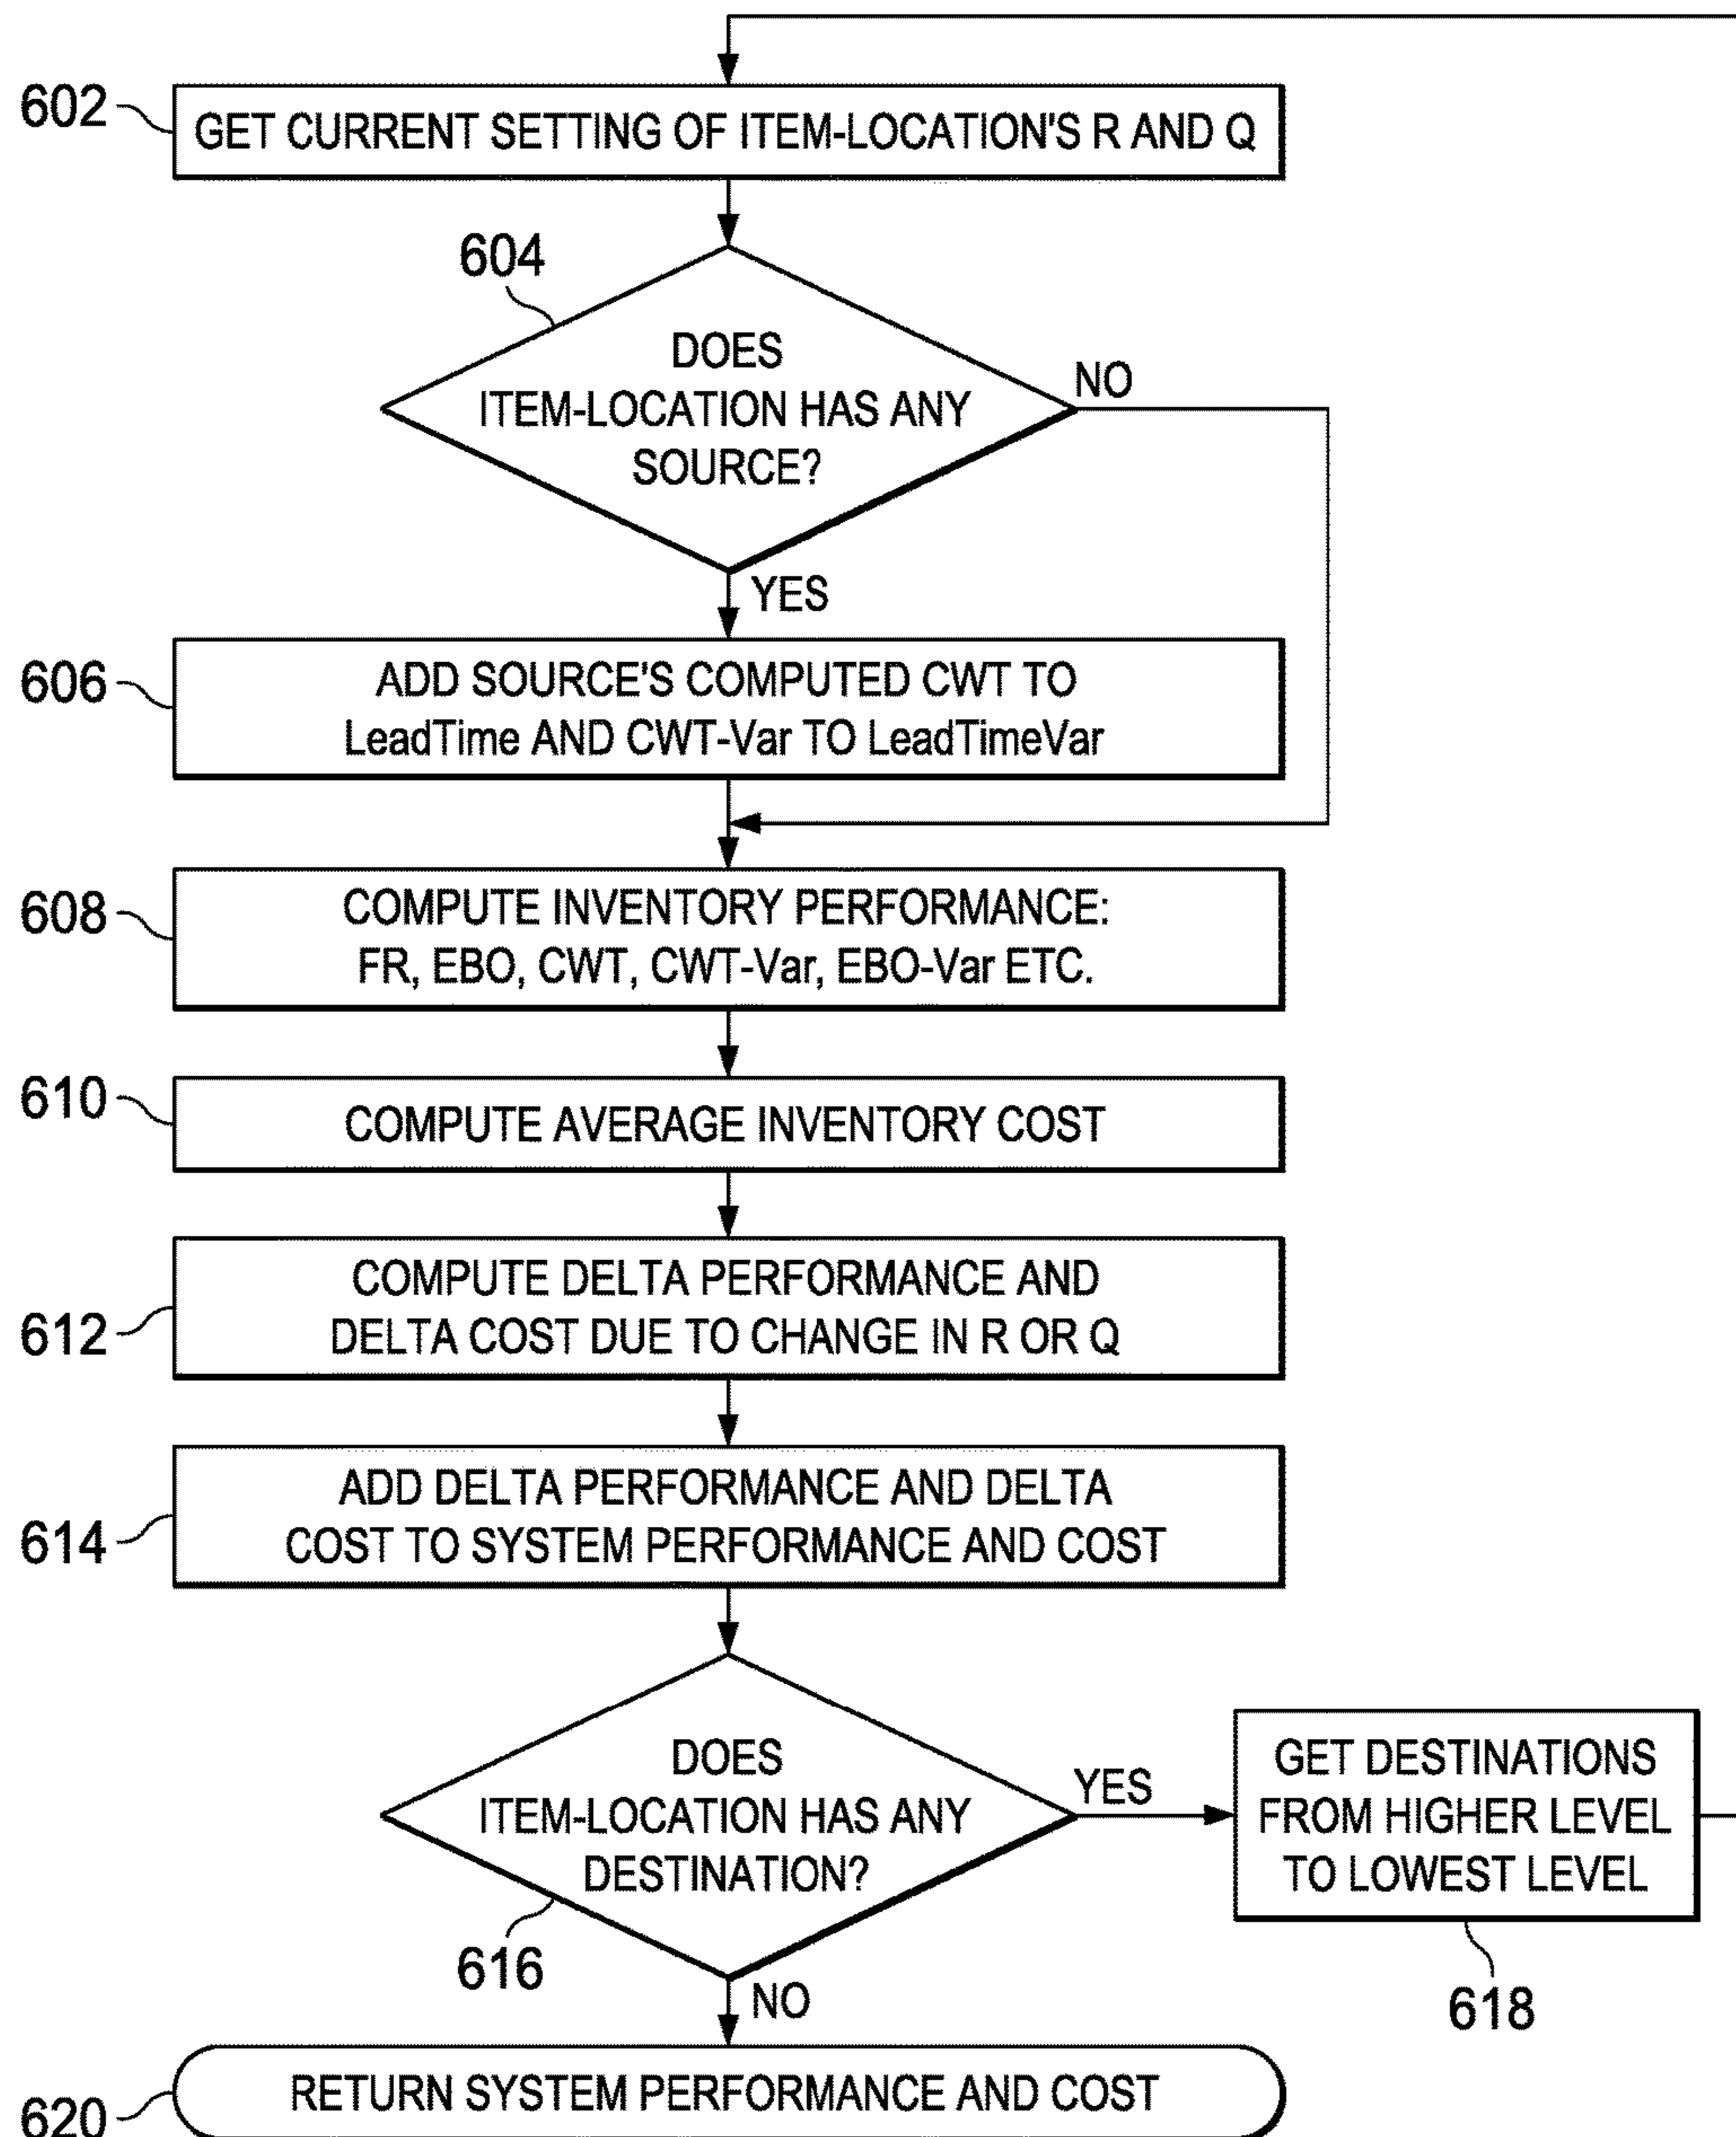 602
GET CURRENT SETTING OF ITEM-LOCATION'S R AND Q
604
DOES
ITEM-LOCATION HAS ANY
SOURCE?
NO
YES
606
ADD SOURCE'S COMPUTED CWT TO
LeadTime AND CWT-Var TO LeadTimeVar
608
COMPUTE INVENTORY PERFORMANCE:
FR, EBO, CWT, CWT-Var, EBO-Var ETC.
610
COMPUTE AVERAGE INVENTORY COST
612
COMPUTE DELTA PERFORMANCE AND
DELTA COST DUE TO CHANGE IN R OR Q
614
ADD DELTA PERFORMANCE AND DELTA
COST TO SYSTEM PERFORMANCE AND COST
DOES
ITEM-LOCATION HAS ANY
DESTINATION?
616
YES
GET DESTINATIONS
FROM HIGHER LEVEL
TO LOWEST LEVEL
618
NO
620
RETURN SYSTEM PERFORMANCE AND COST